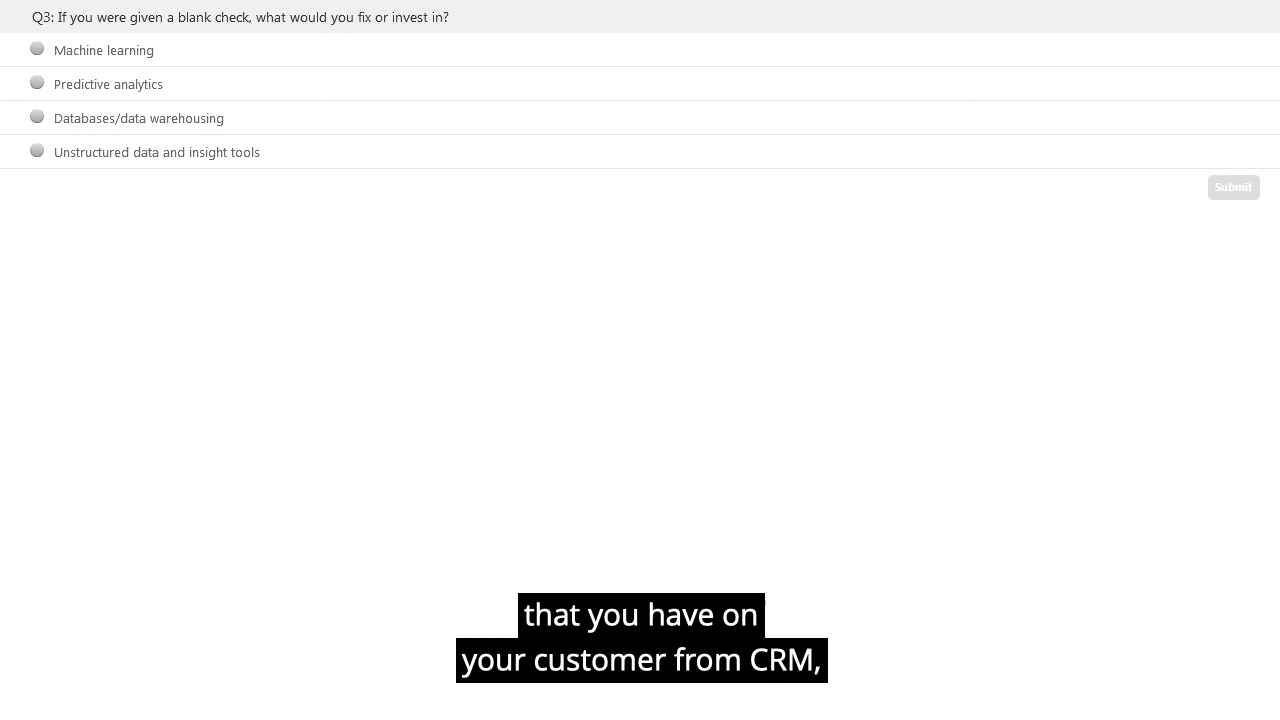 Q3: If you were given a blank check, what would you fix or invest in?
Machine learning
Predictive analytics
Databases/data warehousing
Unstructured data and insight tools
Submit
that you have on
your customer from CRM,